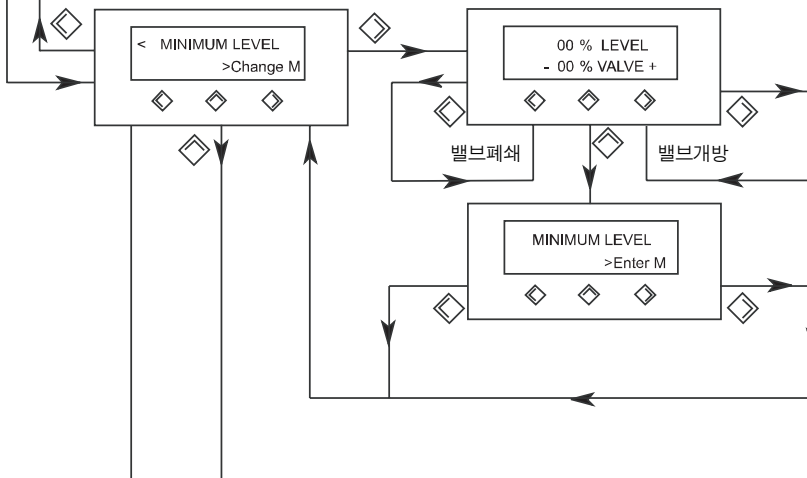 < MINIMUM LEVEL
>Change M
00 % LEVEL
- 00 % VALVE +
밸브폐쇄
밸브개방
MINIMUM LEVEL
>Enter M